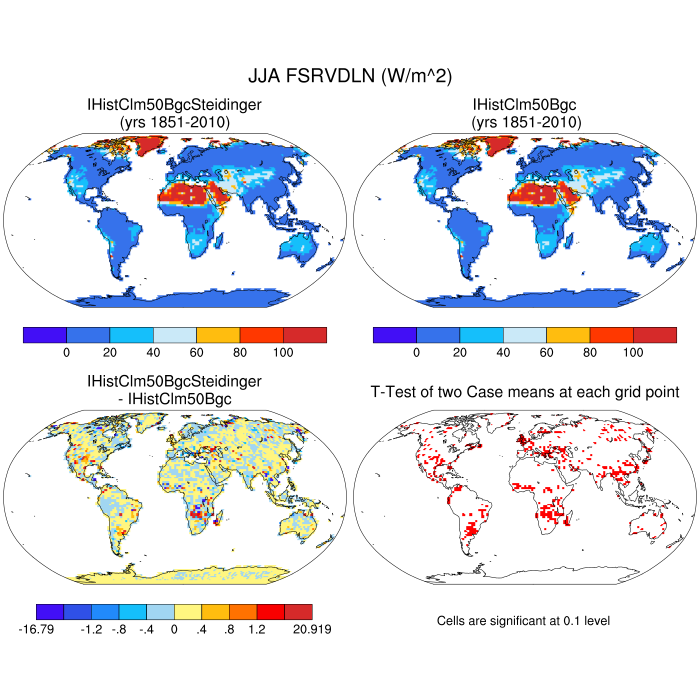 JJA FSRVDLN (W/m^2)
IHistClm50BgcSteidinger
(yrs 1851-2010)
IHistClm50Bgc
(yrs 1851-2010)
0 20 40 60 80 100
0 20 40 60 80 100
IHistClm50BgcSteidinger
- IHistClm50Bgc
T-Test of two Case means at each grid point
-16.79 -1.2 -.8 -.4 0 .4 .8 1.2 20.919
Cells are significant at 0.1 level